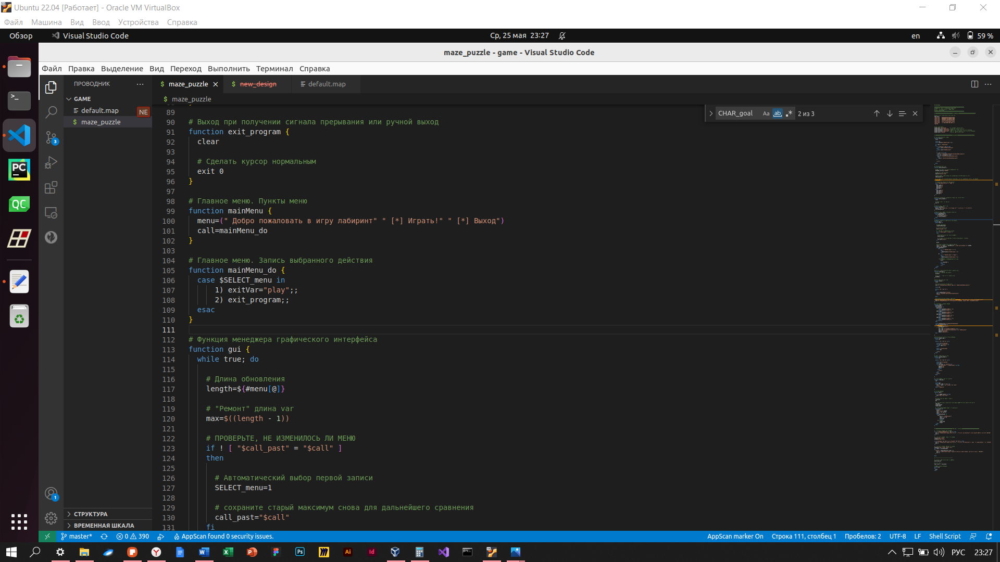 Ubuntu 22.04 [Работает] - Oracle VM VirtualBox
Файл Машина Вид Ввод Устройства Справка
Обзор Visual Studio Code Ср, 25 мая 23:27 en 59 %
maze_puzzle - game - Visual Studio Code
Файл Правка Выделение Вид Переход Выполнить Терминал Справка
ПРОВОДНИК ... maze_puzzle new_design default.map
GAME
$ maze_puzzle
default.map NE
$ maze_puzzle
CHAR_goal Aa ab .* 2 из 3
89
90 # Выход при получении сигнала прерывания или ручной выход
91 function exit_program {
92 clear
93
94 # Сделать курсор нормальным
95 exit 0
96 }
97
98 # Главное меню. Пункты меню
99 function mainMenu {
100 menu=(" Добро пожаловать в игру лабиринт" " [*] Играть!" " [*] Выход")
101 call=mainMenu_do
102 }
103
104 # Главное меню. Запись выбранного действия
105 function mainMenu_do {
106 case $SELECT_menu in
107 1) exitVar="play";;
108 2) exit_program;;
109 esac
110 }
111
112 # Функция менеджера графического интерфейса
113 function gui {
114 while true; do
115
116 # Длина обновления
117 length=${#menu[@]}
118
119 # "Ремонт" длина var
120 max=$((length - 1))
121
122 # ПРОВЕРЬТЕ, НЕ ИЗМЕНИЛОСЬ ЛИ МЕНЮ
123 if ! [ "$call_past" = "$call" ]
124 then
125
126 # Автоматический выбор первой записи
127 SELECT_menu=1
128
129 # сохраните старый максимум снова для дальнейшего сравнения
130 call_past="$call"
131 fi
СТРУКТУРА
ВРЕМЕННАЯ ШКАЛА
master* 0 390 AppScan found 0 security issues. AppScan marker On Строка 111, столбец 1 Пробелов: 2 UTF-8 LF Shell Script
РУС 23:27